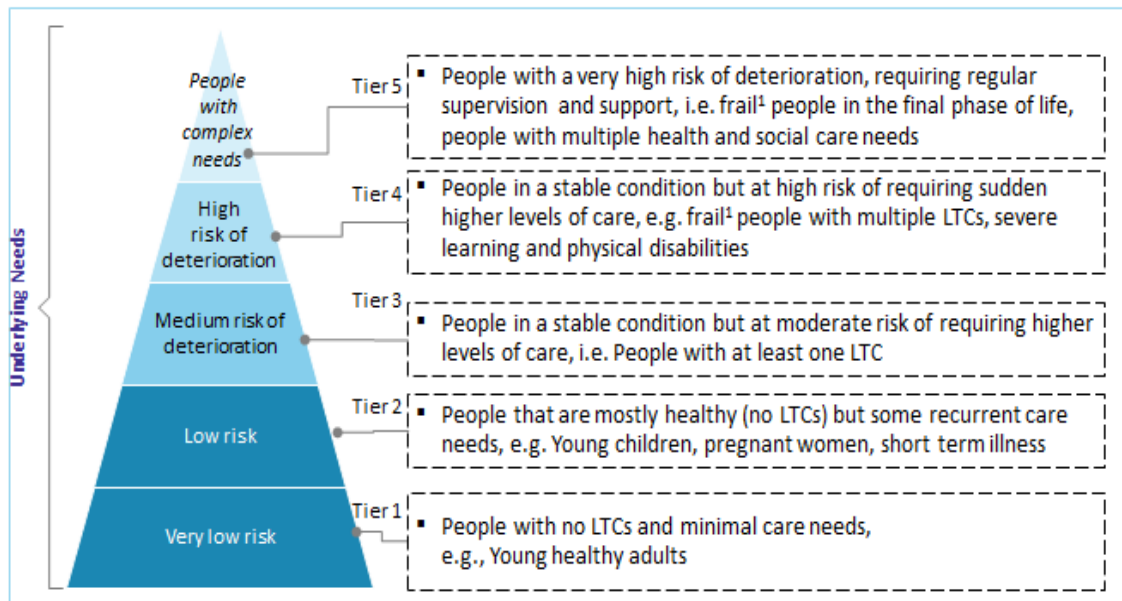 Underlying Needs
People
with
complex
needs
Tier 5
▪ People with a very high risk of deterioration, requiring regular
supervision and support, i.e. frail¹ people in the final phase of life,
people with multiple health and social care needs
High
risk of
deterioration
Tier 4
▪ People in a stable condition but at high risk of requiring sudden
higher levels of care, e.g. frail¹ people with multiple LTCs, severe
learning and physical disabilities
Medium risk of
deterioration
Tier 3
▪ People in a stable condition but at moderate risk of requiring higher
levels of care, i.e. People with at least one LTC
Low risk
Tier 2
▪ People that are mostly healthy (no LTCs) but some recurrent care
needs, e.g. Young children, pregnant women, short term illness
Very low risk
Tier 1
▪ People with no LTCs and minimal care needs,
e.g., Young healthy adults